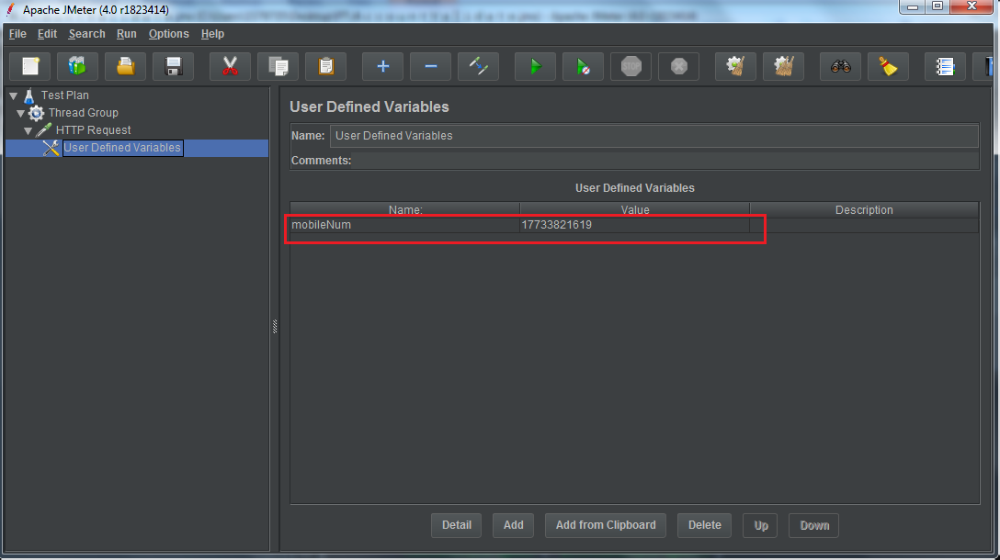 Apache JMeter (4.0 r1823414)
File Edit Search Run Options Help
STOP
Test Plan
Thread Group
HTTP Request
User Defined Variables
User Defined Variables
Name: User Defined Variables
Comments:
User Defined Variables
Name: Value Description
mobileNum 17733821619
Detail Add Add from Clipboard Delete Up Down